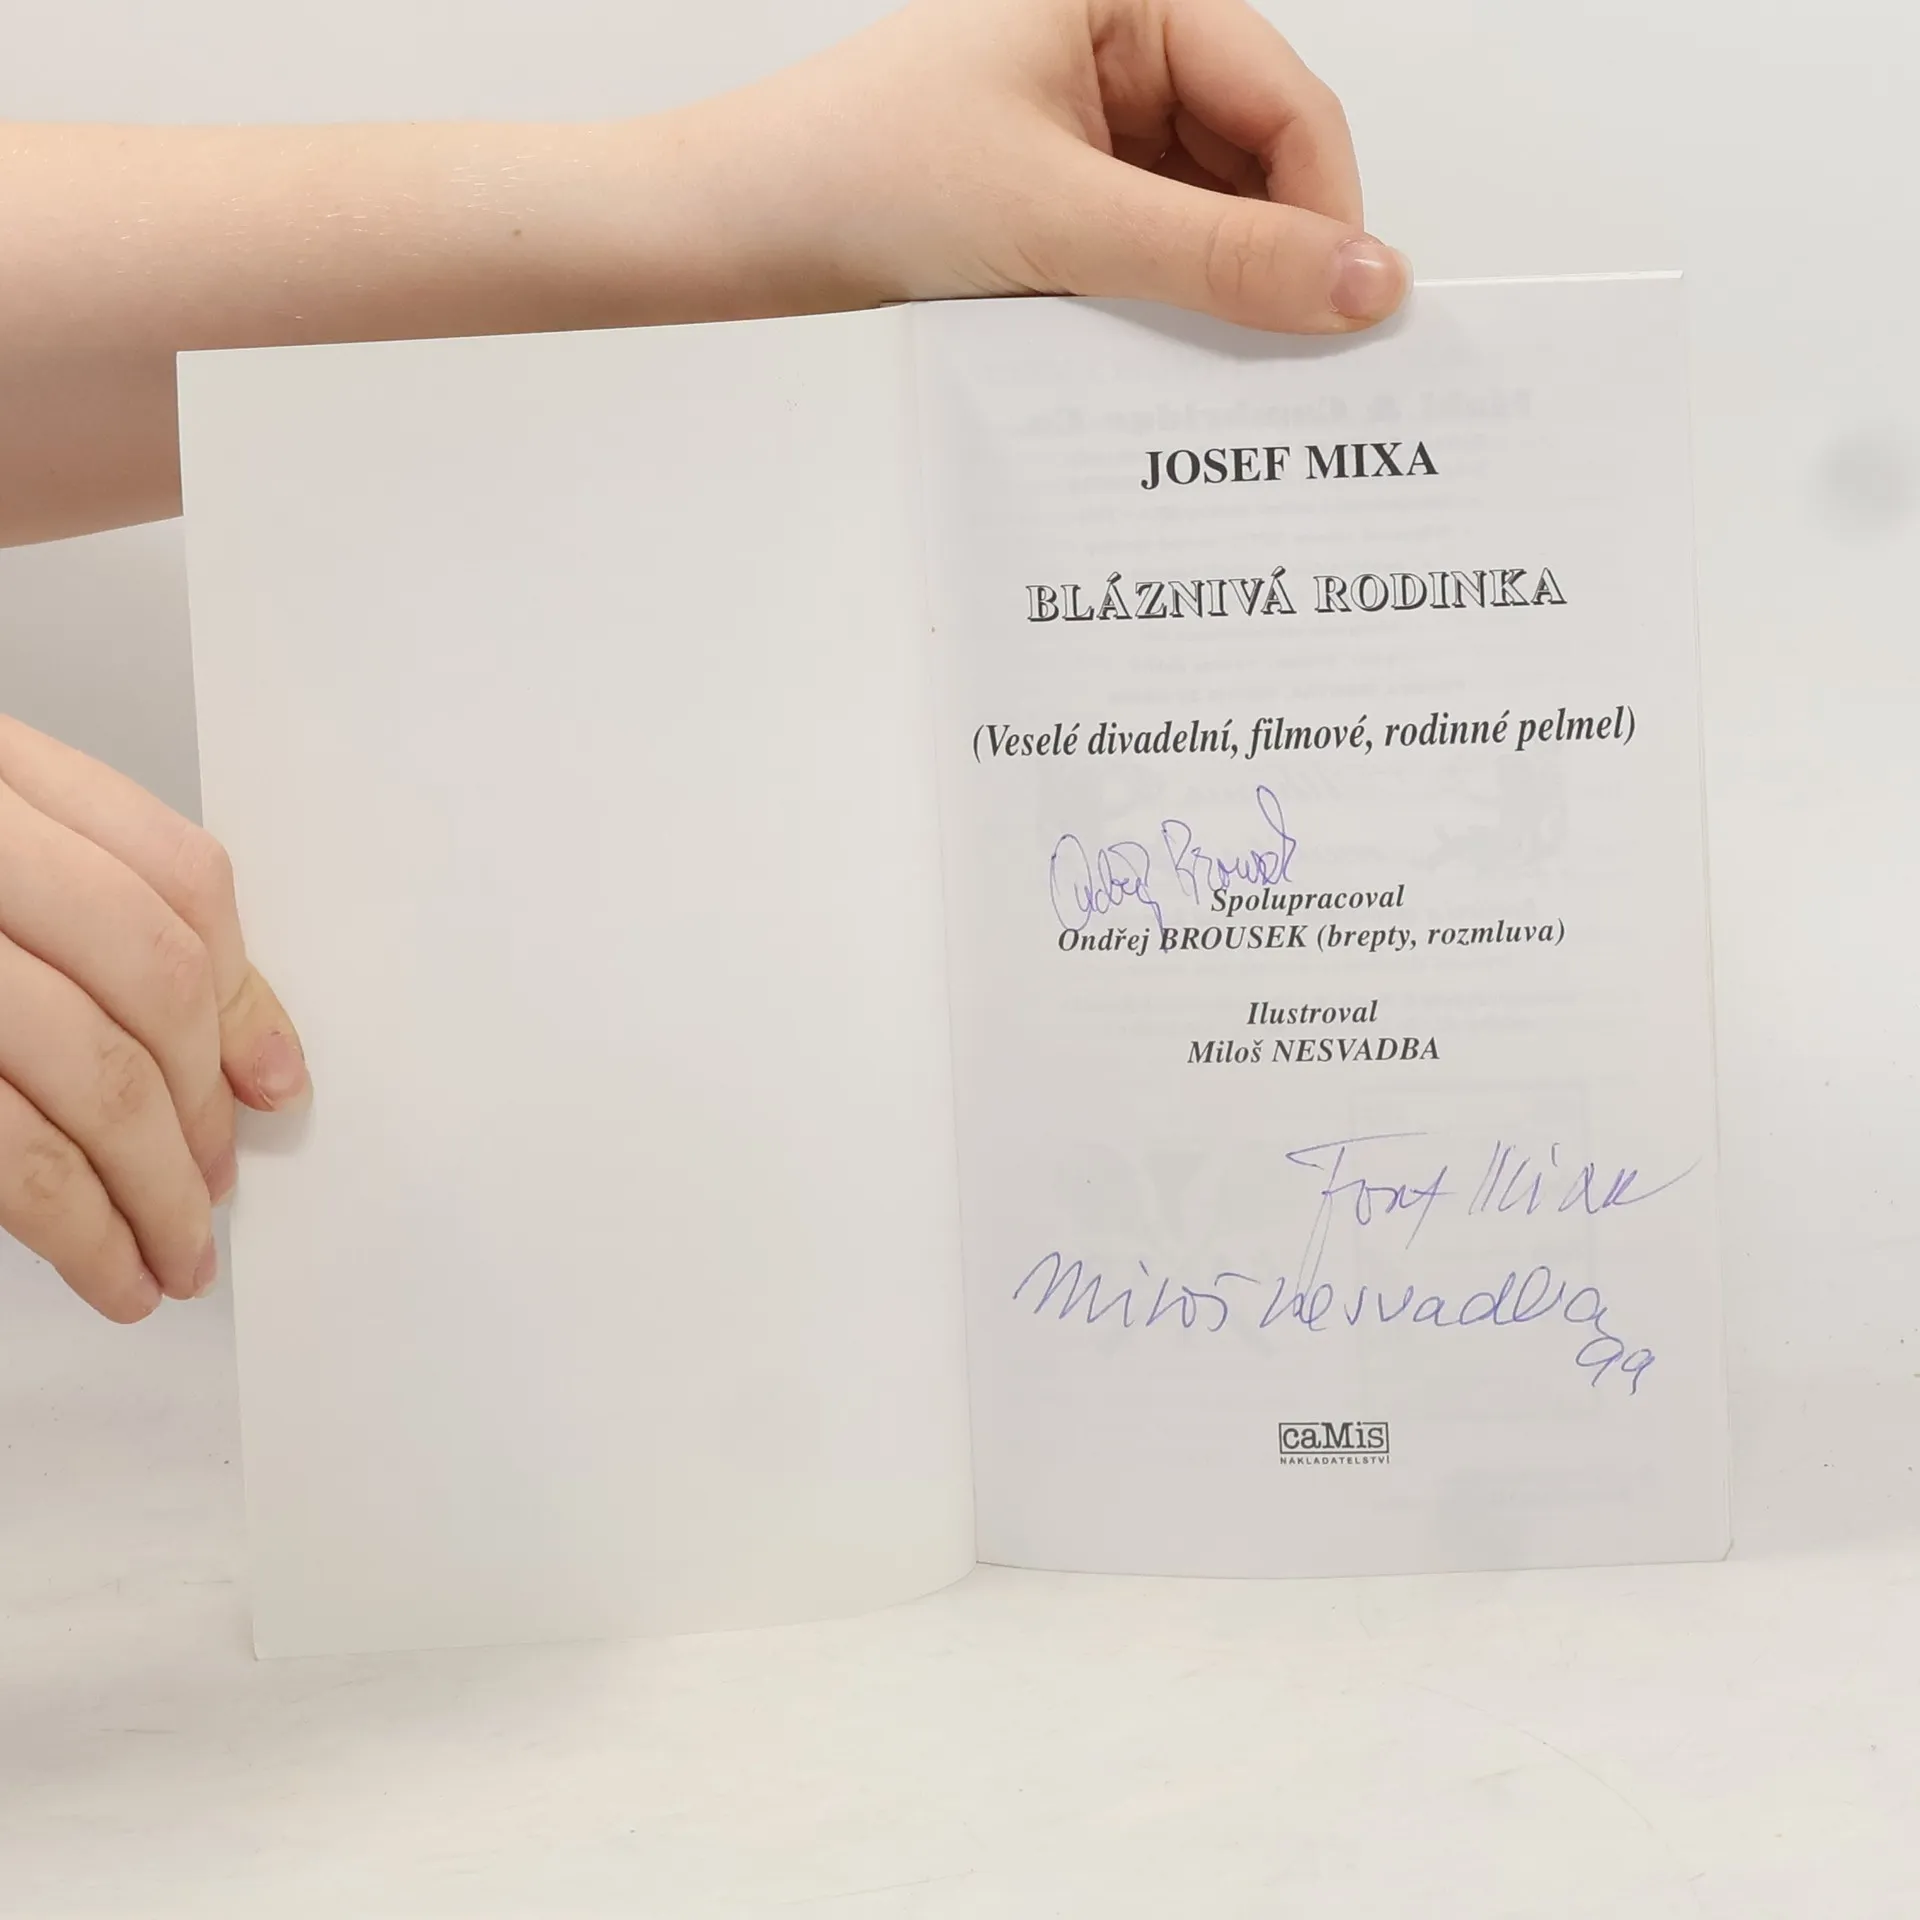 JOSEF MIXA
BLÁZNIVÁ RODINKA
(Veselé divadelní, filmové, rodinné pelmel)
Ondřej Brousek
Spolupracoval
Ondřej BROUSEK (brepty, rozmluva)
Ilustroval
Miloš NESVADBA
Josef Mixa
Miloš Nesvadba
99
caMis
NAKLADATELSTVÍ